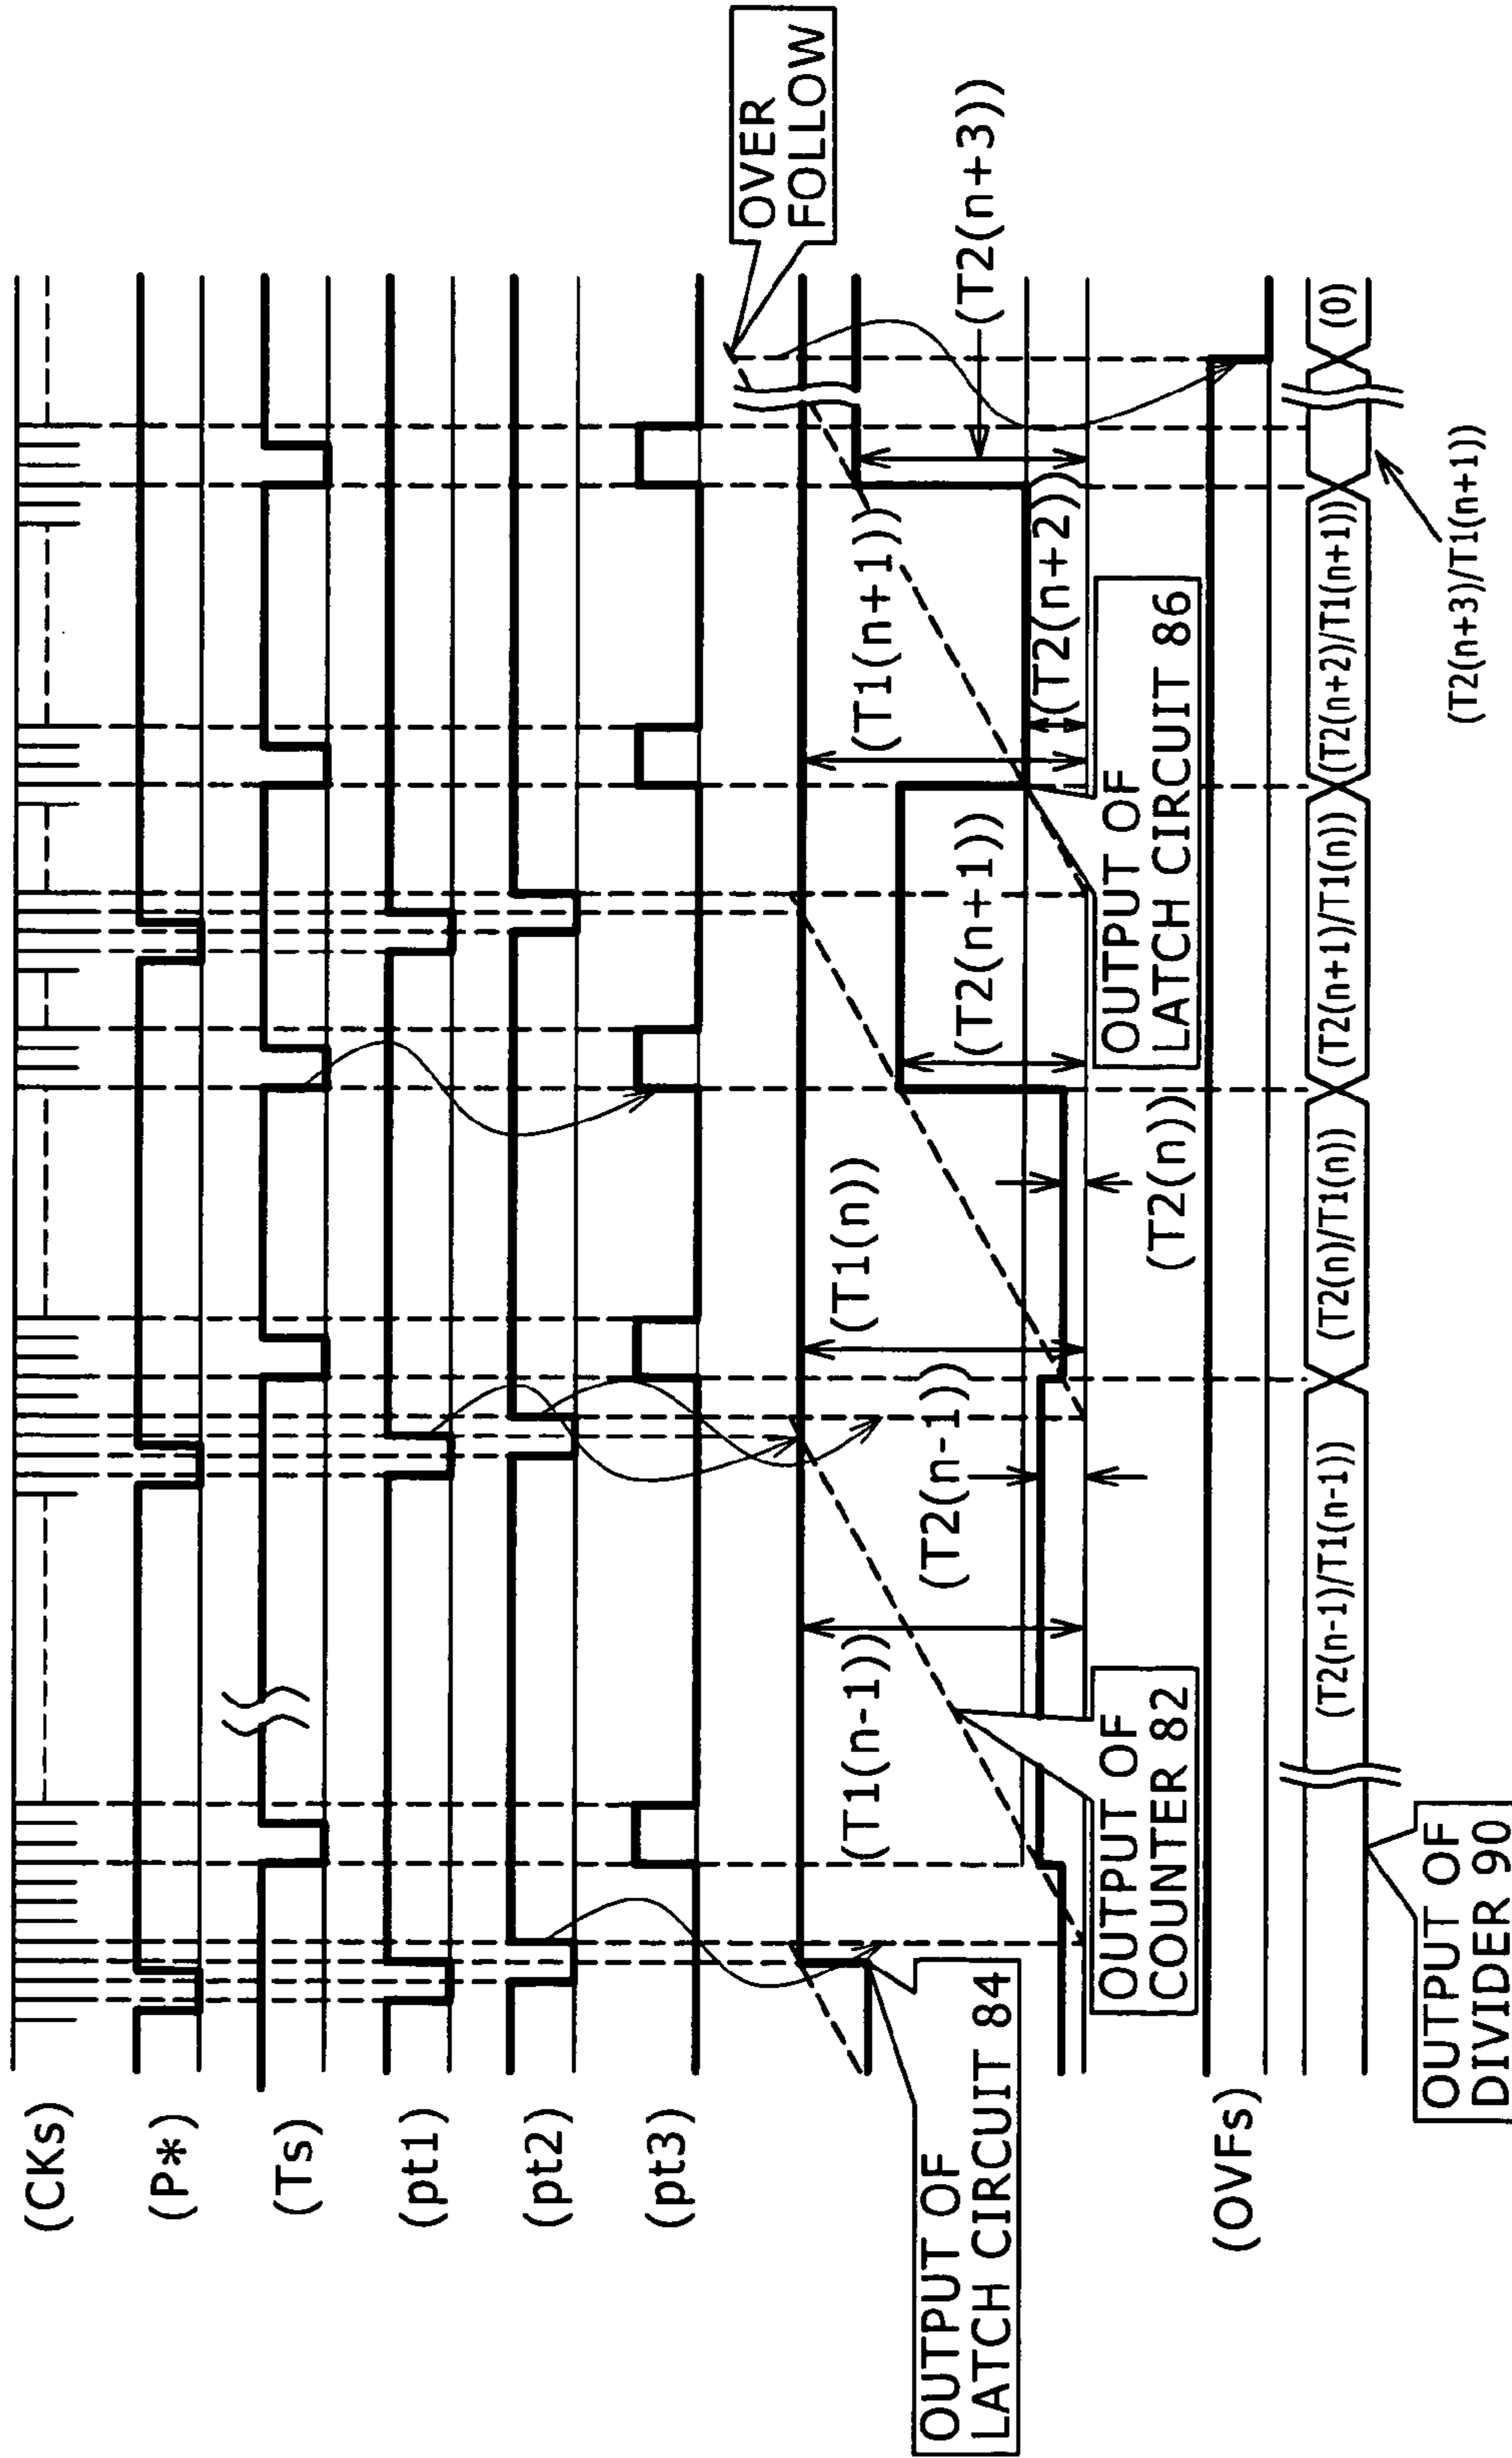 (CKs)
(P*)
(Ts)
(pt1)
(pt2)
(pt3)
OVER
FOLLOW
(T1(n-1))
(T1(n))
(T1(n+1))
(T2(n-1))
(T2(n+1))
(T2(n+3))
(T2(n+2))
(T2(n))
OUTPUT OF
LATCH CIRCUIT 84
OUTPUT OF
COUNTER 82
OUTPUT OF
LATCH CIRCUIT 86
(OVFs)
(T2(n-1)/T1(n-1))
(T2(n)/T1(n))
(T2(n+1)/T1(n))
(T2(n+2)/T1(n+1))
(0)
(T2(n+3)/T1(n+1))
OUTPUT OF
DIVIDER 90